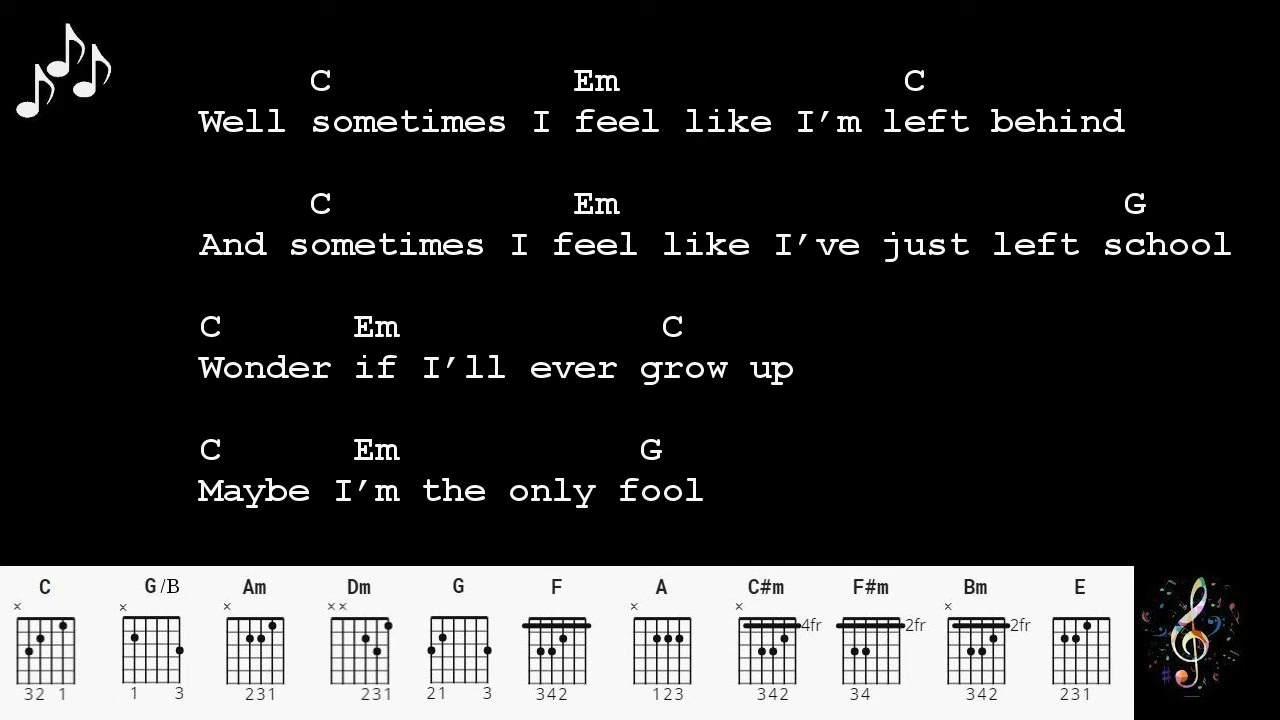 C Em C
Well sometimes I feel like I’m left behind
C Em G
And sometimes I feel like I’ve just left school
C Em C
Wonder if I’ll ever grow up
C Em G
Maybe I’m the only fool
C G/B Am Dm G F A C#m F#m Bm E
× × × ×× × × ×
4fr 2fr 2fr
32 1 1 3 231 231 21 3 342 123 342 34 342 231